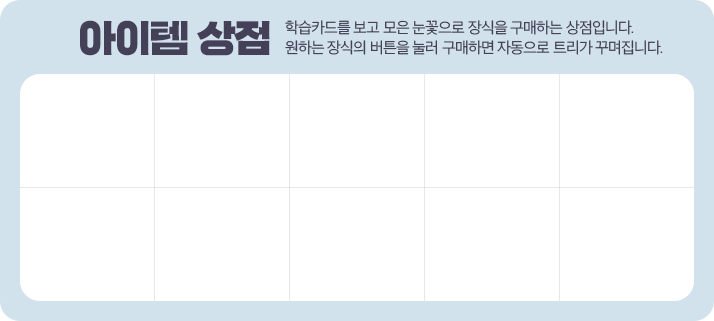 아이템 상점
학습카드를 보고 모은 눈꽃으로 장식을 구매하는 상점입니다.
원하는 장식의 버튼을 눌러 구매하면 자동으로 트리가 꾸며집니다.